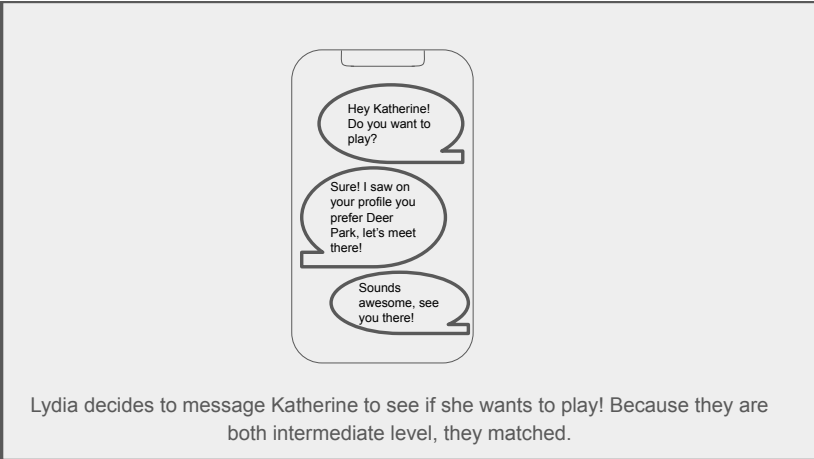 Hey Katherine!
Do you want to
play?
Sure! I saw on
your profile you
prefer Deer
Park, let's meet
there!
Sounds
awesome, see
you there!
Lydia decides to message Katherine to see if she wants to play! Because they are
both intermediate level, they matched.